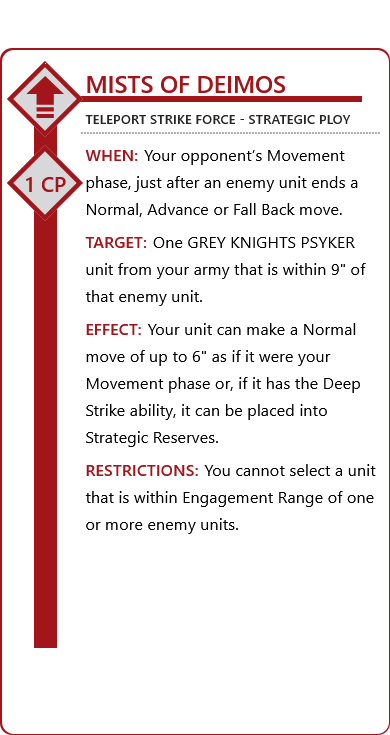 MISTS OF DEIMOS
TELEPORT STRIKE FORCE - STRATEGIC PLOY
1 CP
WHEN: Your opponent’s Movement
phase, just after an enemy unit ends a
Normal, Advance or Fall Back move.
TARGET: One GREY KNIGHTS PSYKER
unit from your army that is within 9" of
that enemy unit.
EFFECT: Your unit can make a Normal
move of up to 6" as if it were your
Movement phase or, if it has the Deep
Strike ability, it can be placed into
Strategic Reserves.
RESTRICTIONS: You cannot select a unit
that is within Engagement Range of one
or more enemy units.